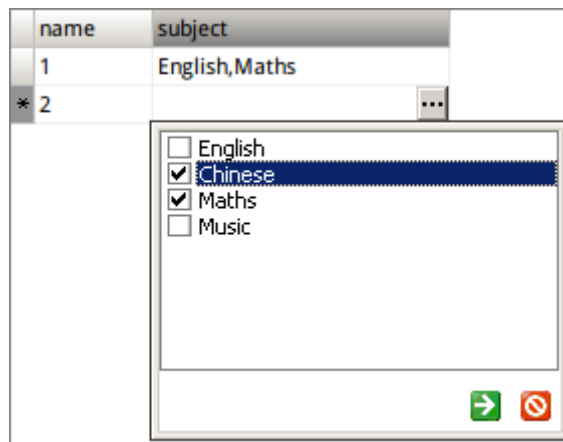 name subject
1 English,Maths
* 2 ...
English
Chinese
Maths
Music